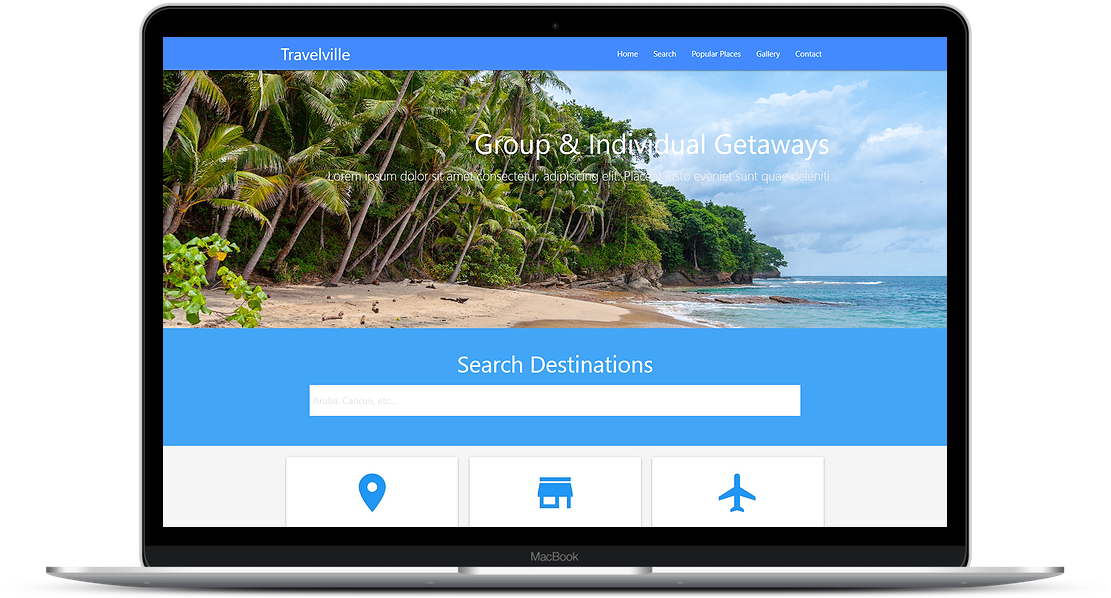 Travelville
Home Search Popular Places Gallery Contact
Group & Individual Getaways
Lorem ipsum dolor sit amet consectetur, adipisicing elit. Placeat iusto eveniet sunt quae deleniti
Search Destinations
Aruba, Cancun, etc...
MacBook